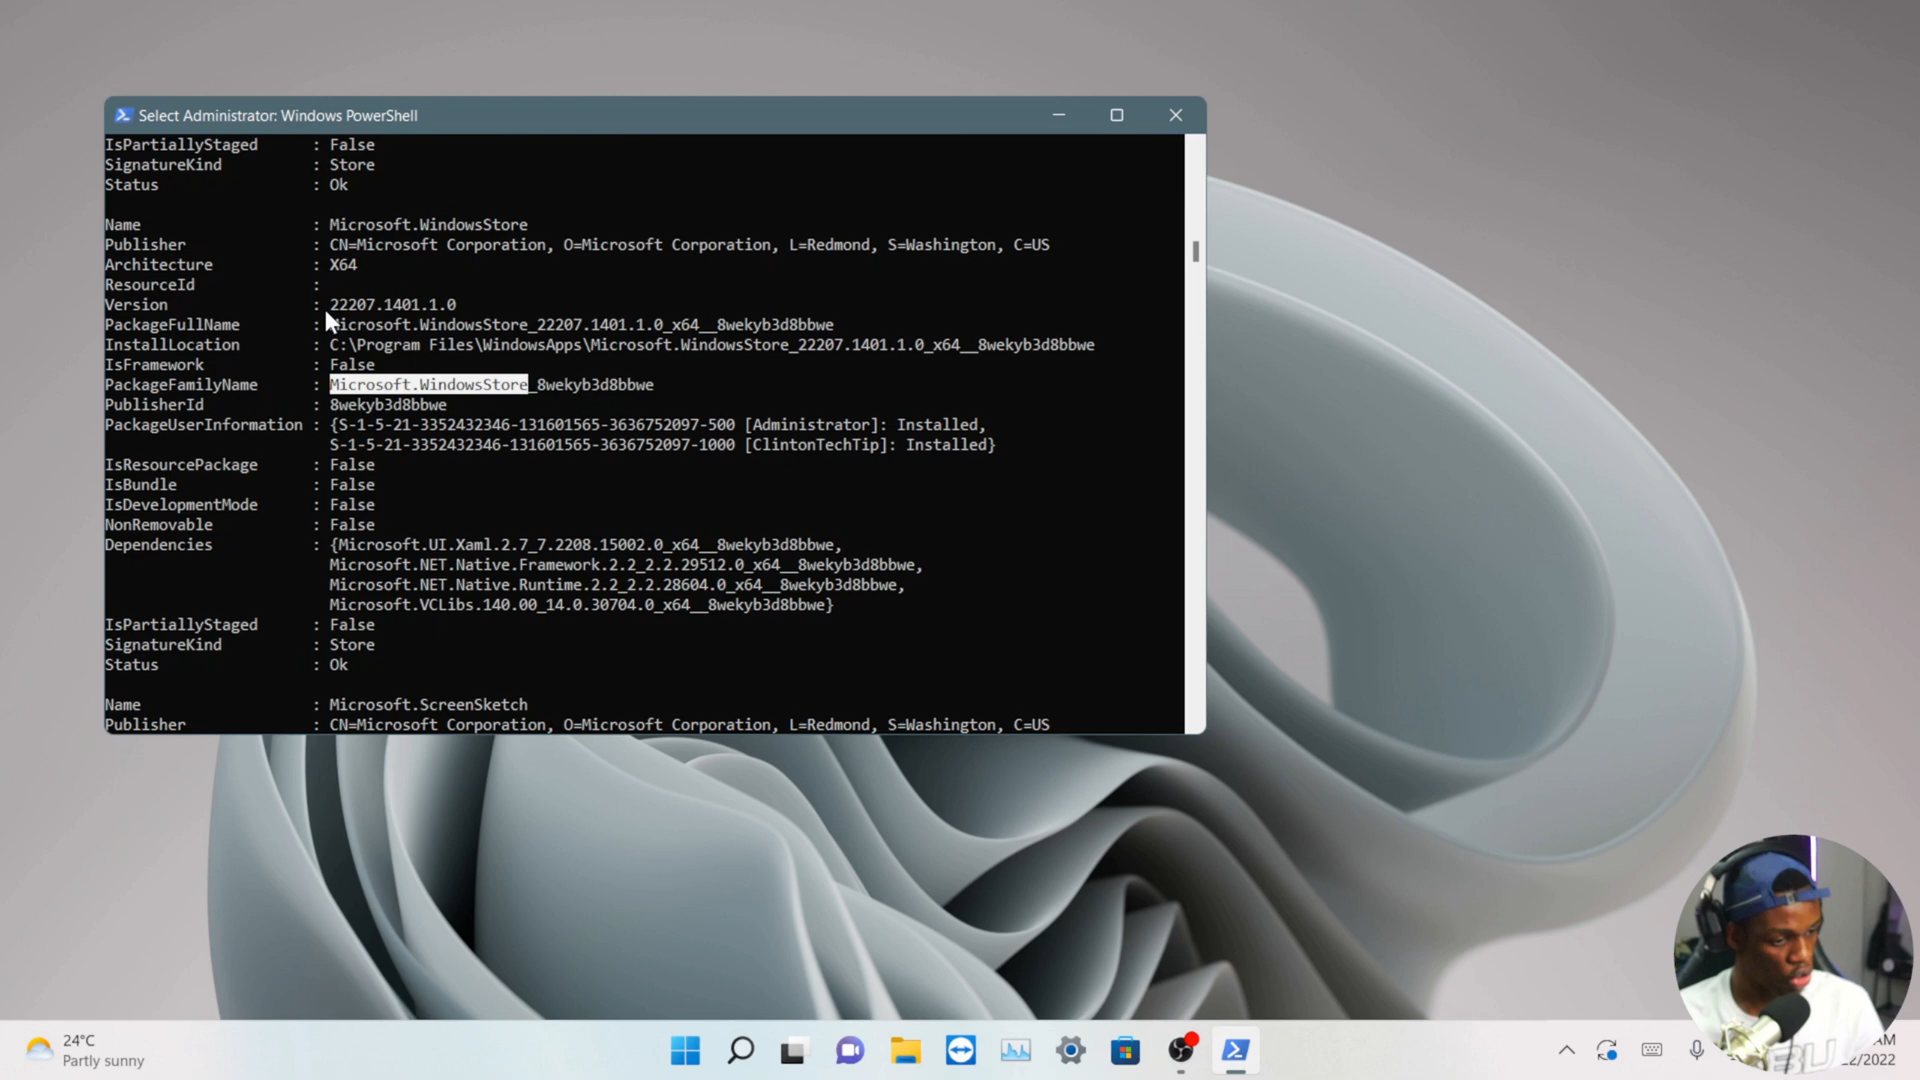 Select Administrator: Windows PowerShell
IsPartiallyStaged : False
SignatureKind : Store
Status : Ok
Name : Microsoft.WindowsStore
Publisher : CN=Microsoft Corporation, O=Microsoft Corporation, L=Redmond, S=Washington, C=US
Architecture : X64
ResourceId :
Version : 22207.1401.1.0
PackageFullName : Microsoft.WindowsStore_22207.1401.1.0_x64__8wekyb3d8bbwe
InstallLocation : C:\Program Files\WindowsApps\Microsoft.WindowsStore_22207.1401.1.0_x64__8wekyb3d8bbwe
IsFramework : False
PackageFamilyName : Microsoft.WindowsStore_8wekyb3d8bbwe
PublisherId : 8wekyb3d8bbwe
PackageUserInformation : {S-1-5-21-3352432346-131601565-3636752097-500 [Administrator]: Installed,
S-1-5-21-3352432346-131601565-3636752097-1000 [ClintonTechTip]: Installed}
IsResourcePackage : False
IsBundle : False
IsDevelopmentMode : False
NonRemovable : False
Dependencies : {Microsoft.UI.Xaml.2.7_7.2208.15002.0_x64__8wekyb3d8bbwe,
Microsoft.NET.Native.Framework.2.2_2.2.29512.0_x64__8wekyb3d8bbwe,
Microsoft.NET.Native.Runtime.2.2_2.2.28604.0_x64__8wekyb3d8bbwe,
Microsoft.VCLibs.140.00_14.0.30704.0_x64__8wekyb3d8bbwe}
IsPartiallyStaged : False
SignatureKind : Store
Status : Ok
Name : Microsoft.ScreenSketch
Publisher : CN=Microsoft Corporation, O=Microsoft Corporation, L=Redmond, S=Washington, C=US
24°C
Partly sunny
AM
2/2022